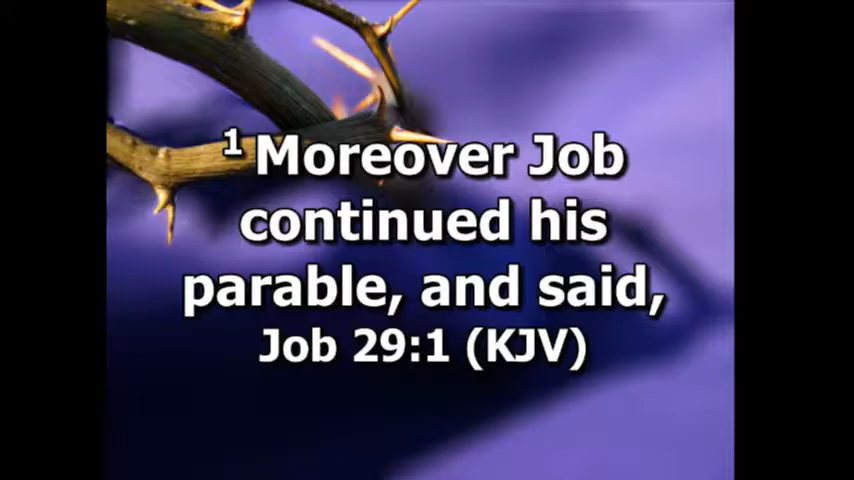 1 Moreover Job
continued his
parable, and said,
Job 29:1 (KJV)